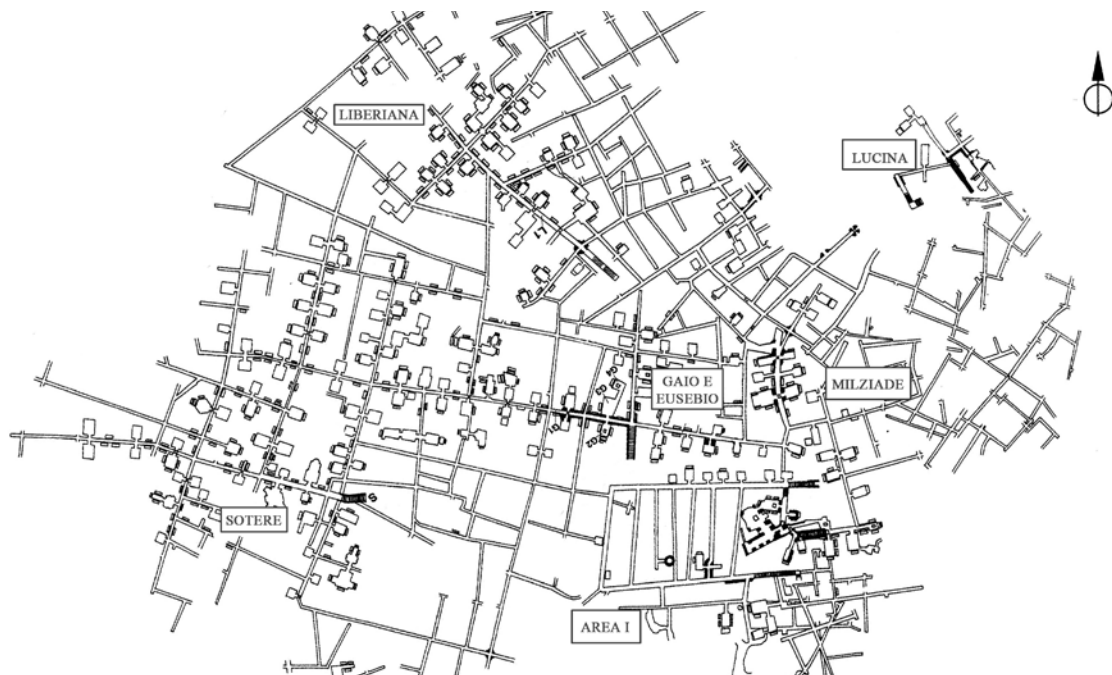 LIBERIANA
LUCINA
GAIO E
EUSEBIO
MILZIADE
SOTERE
AREA I